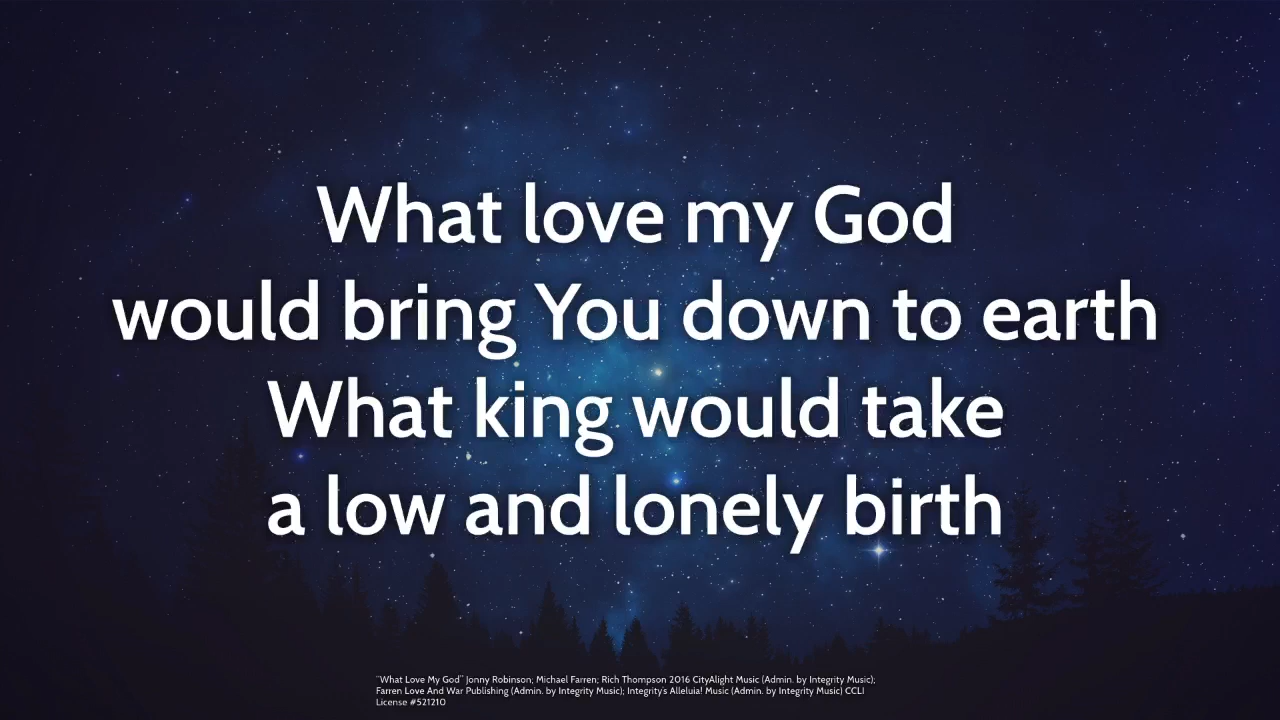 What love my God
would bring You down to earth
What king would take
a low and lonely birth
"What Love My God" Jonny Robinson; Michael Farren; Rich Thompson 2016 CityAlight Music (Admin. by Integrity Music);
Farren Love And War Publishing (Admin. by Integrity Music); Integrity's Alleluia! Music (Admin. by Integrity Music) CCLI
License #521210